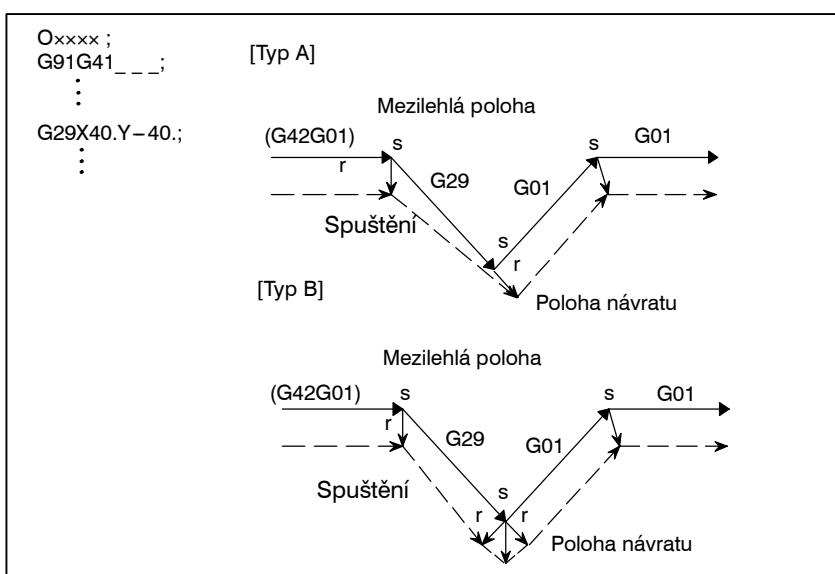 O×××× ;
G91G41_ _ _;
G29X40.Y−40.;
[Typ A]
Mezilehlá poloha
(G42G01) s s G01
r
G29 G01
Spuštění
s
r
Poloha návratu
[Typ B]
Mezilehlá poloha
(G42G01) s s G01
r
G29 G01
Spuštění
s
r r
Poloha návratu